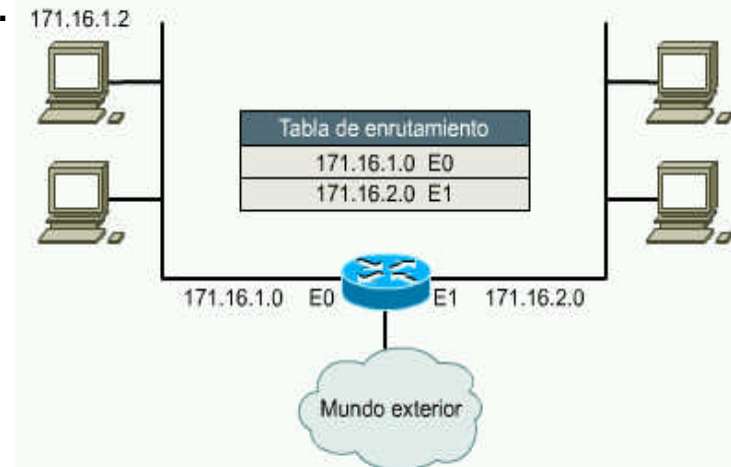 171.16.1.2
Tabla de enrutamiento
171.16.1.0 E0
171.16.2.0 E1
171.16.1.0 E0 E1 171.16.2.0
Mundo exterior